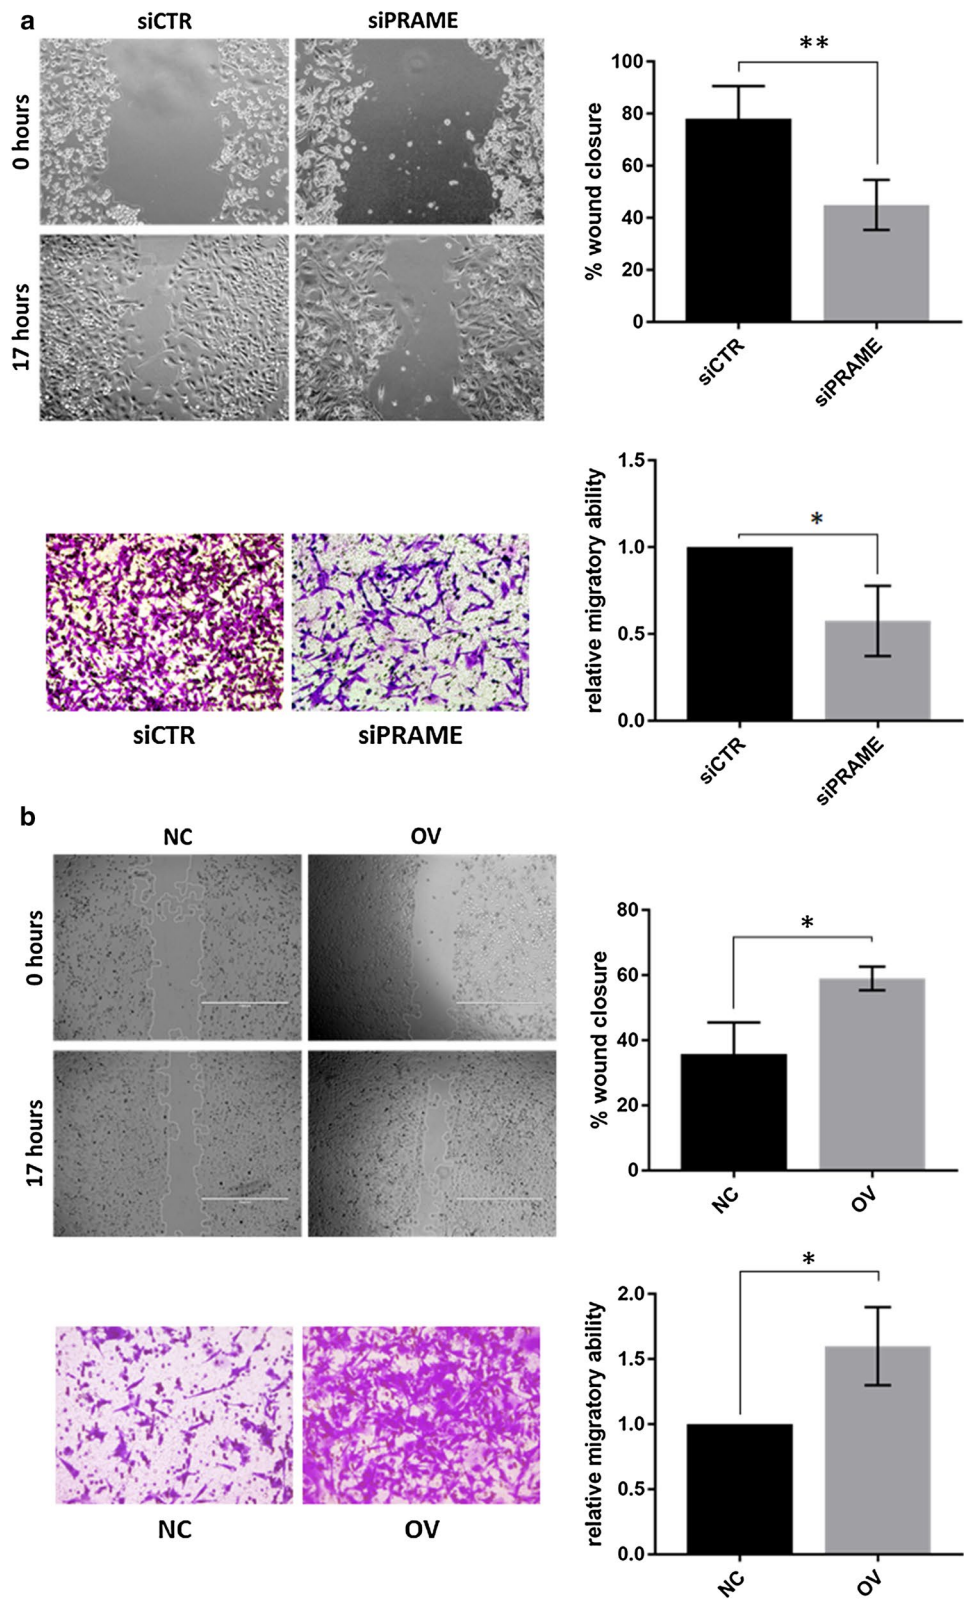 a
siCTR siPRAME
0 hours
17 hours
**
% wound closure
100
80
60
40
20
0
siCTR
siPRAME
siCTR siPRAME
*
relative migratory ability
1.5
1.0
0.5
0.0
siCTR
siPRAME
b
NC OV
0 hours
17 hours
*
% wound closure
80
60
40
20
0
NC
OV
NC OV
*
relative migratory ability
2.0
1.5
1.0
0.5
0.0
NC
OV